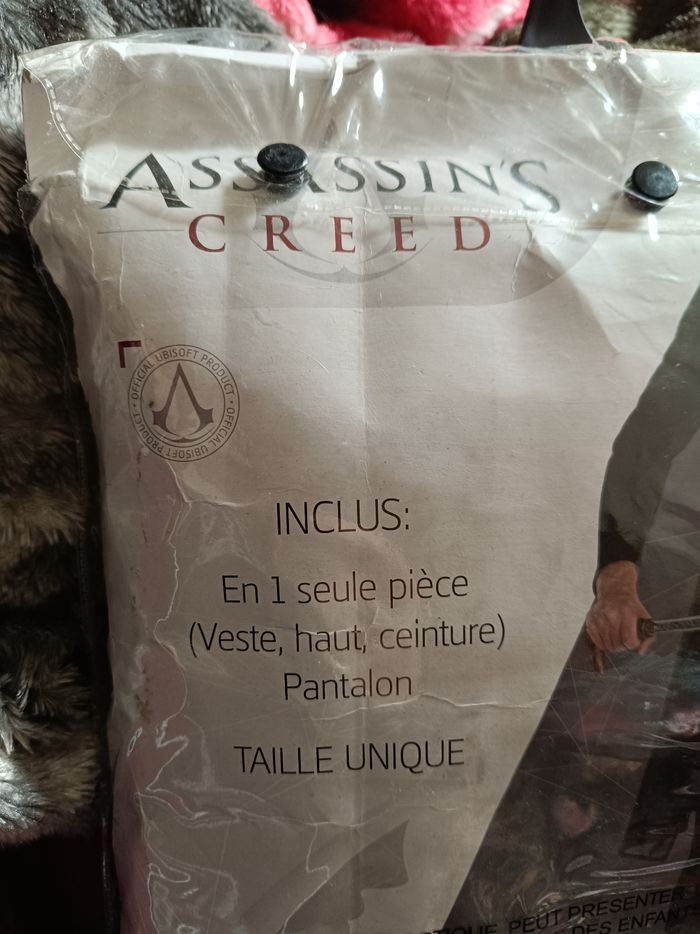 ASSASSIN'S
CREED
OFFICIAL UBISOFT PRODUCT • OFFICIAL UBISOFT PRODUCT •
INCLUS:
En 1 seule pièce
(Veste, haut, ceinture)
Pantalon
TAILLE UNIQUE
PEUT PRESENTER
DES ENFANTS